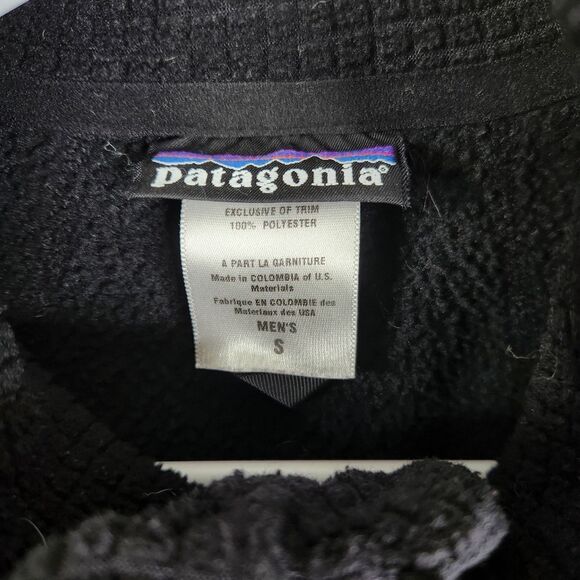 patagonia®
EXCLUSIVE OF TRIM
100% POLYESTER
A PART LA GARNITURE
Made in COLOMBIA of U.S.
Materials
Fabrique EN COLOMBIE des
Materiaux des USA
MEN'S
S